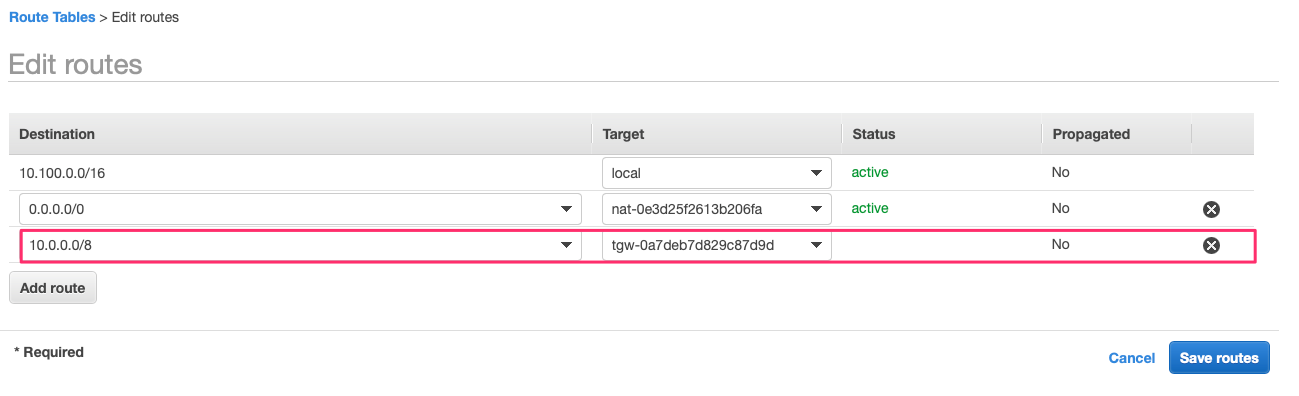 Route Tables > Edit routes
Edit routes
Destination Target Status Propagated
10.100.0.0/16 local active No
0.0.0.0/0 nat-0e3d25f2613b206fa active No
10.0.0.0/8 tgw-0a7deb7d829c87d9d No
Add route
* Required
Cancel Save routes